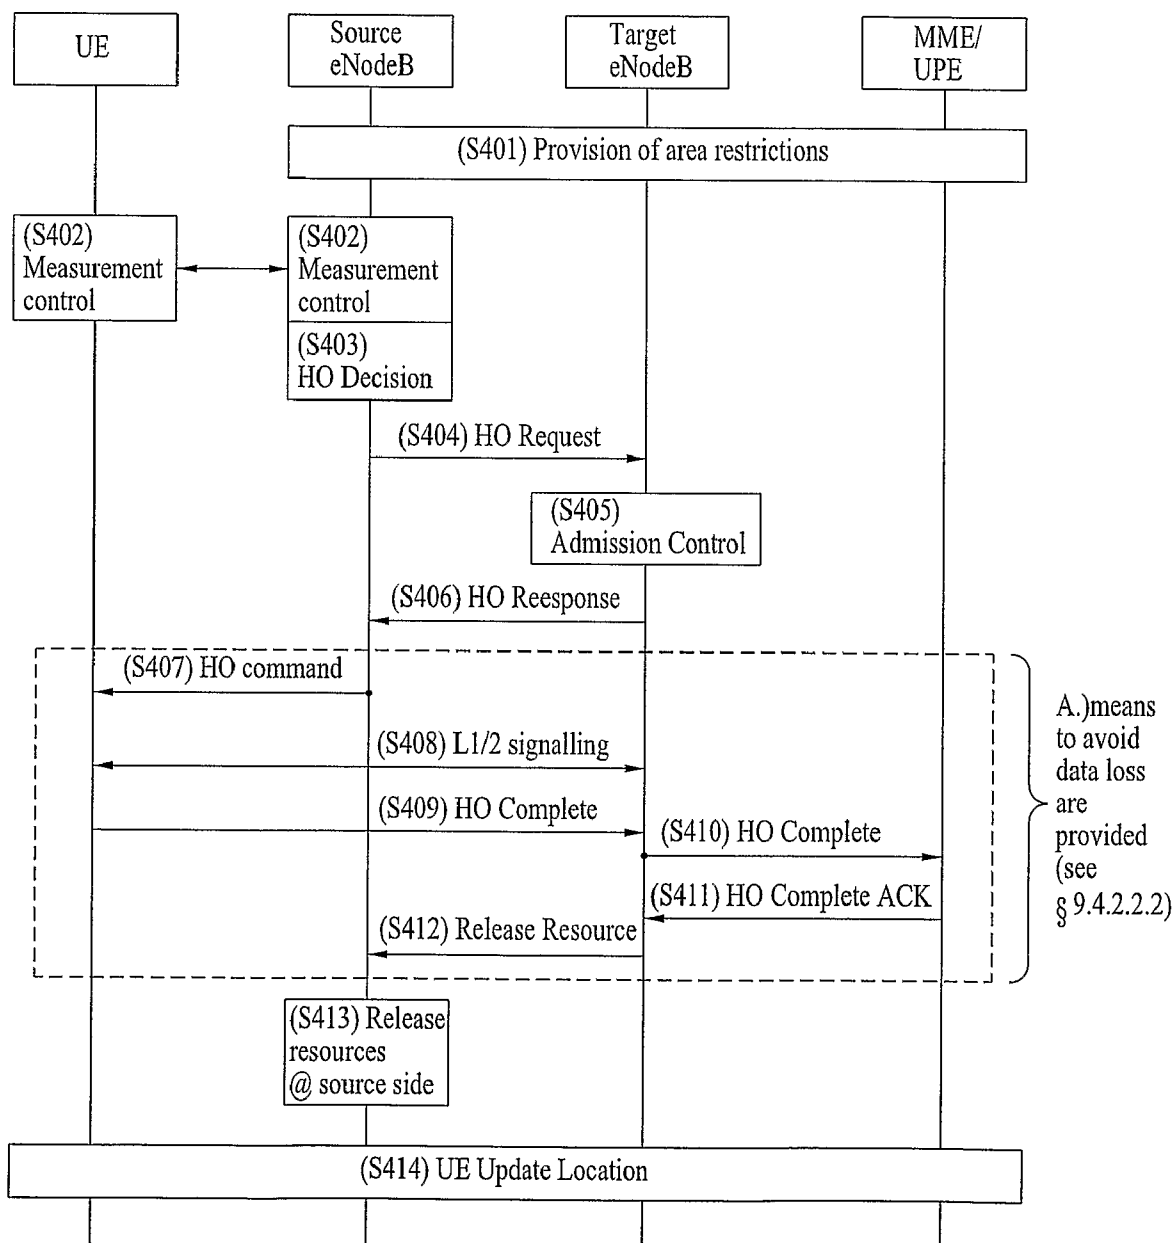 UE
Source
eNodeB
Target
eNodeB
MME/
UPE
(S401) Provision of area restrictions
(S402)
Measurement
control
(S402)
Measurement
control
(S403)
HO Decision
(S404) HO Request
(S405)
Admission Control
(S406) HO Reesponse
(S407) HO command
(S408) L1/2 signalling
(S409) HO Complete
(S410) HO Complete
(S411) HO Complete ACK
(S412) Release Resource
A.)means
to avoid
data loss
are
provided
(see
§ 9.4.2.2.2)
(S413) Release
resources
@ source side
(S414) UE Update Location